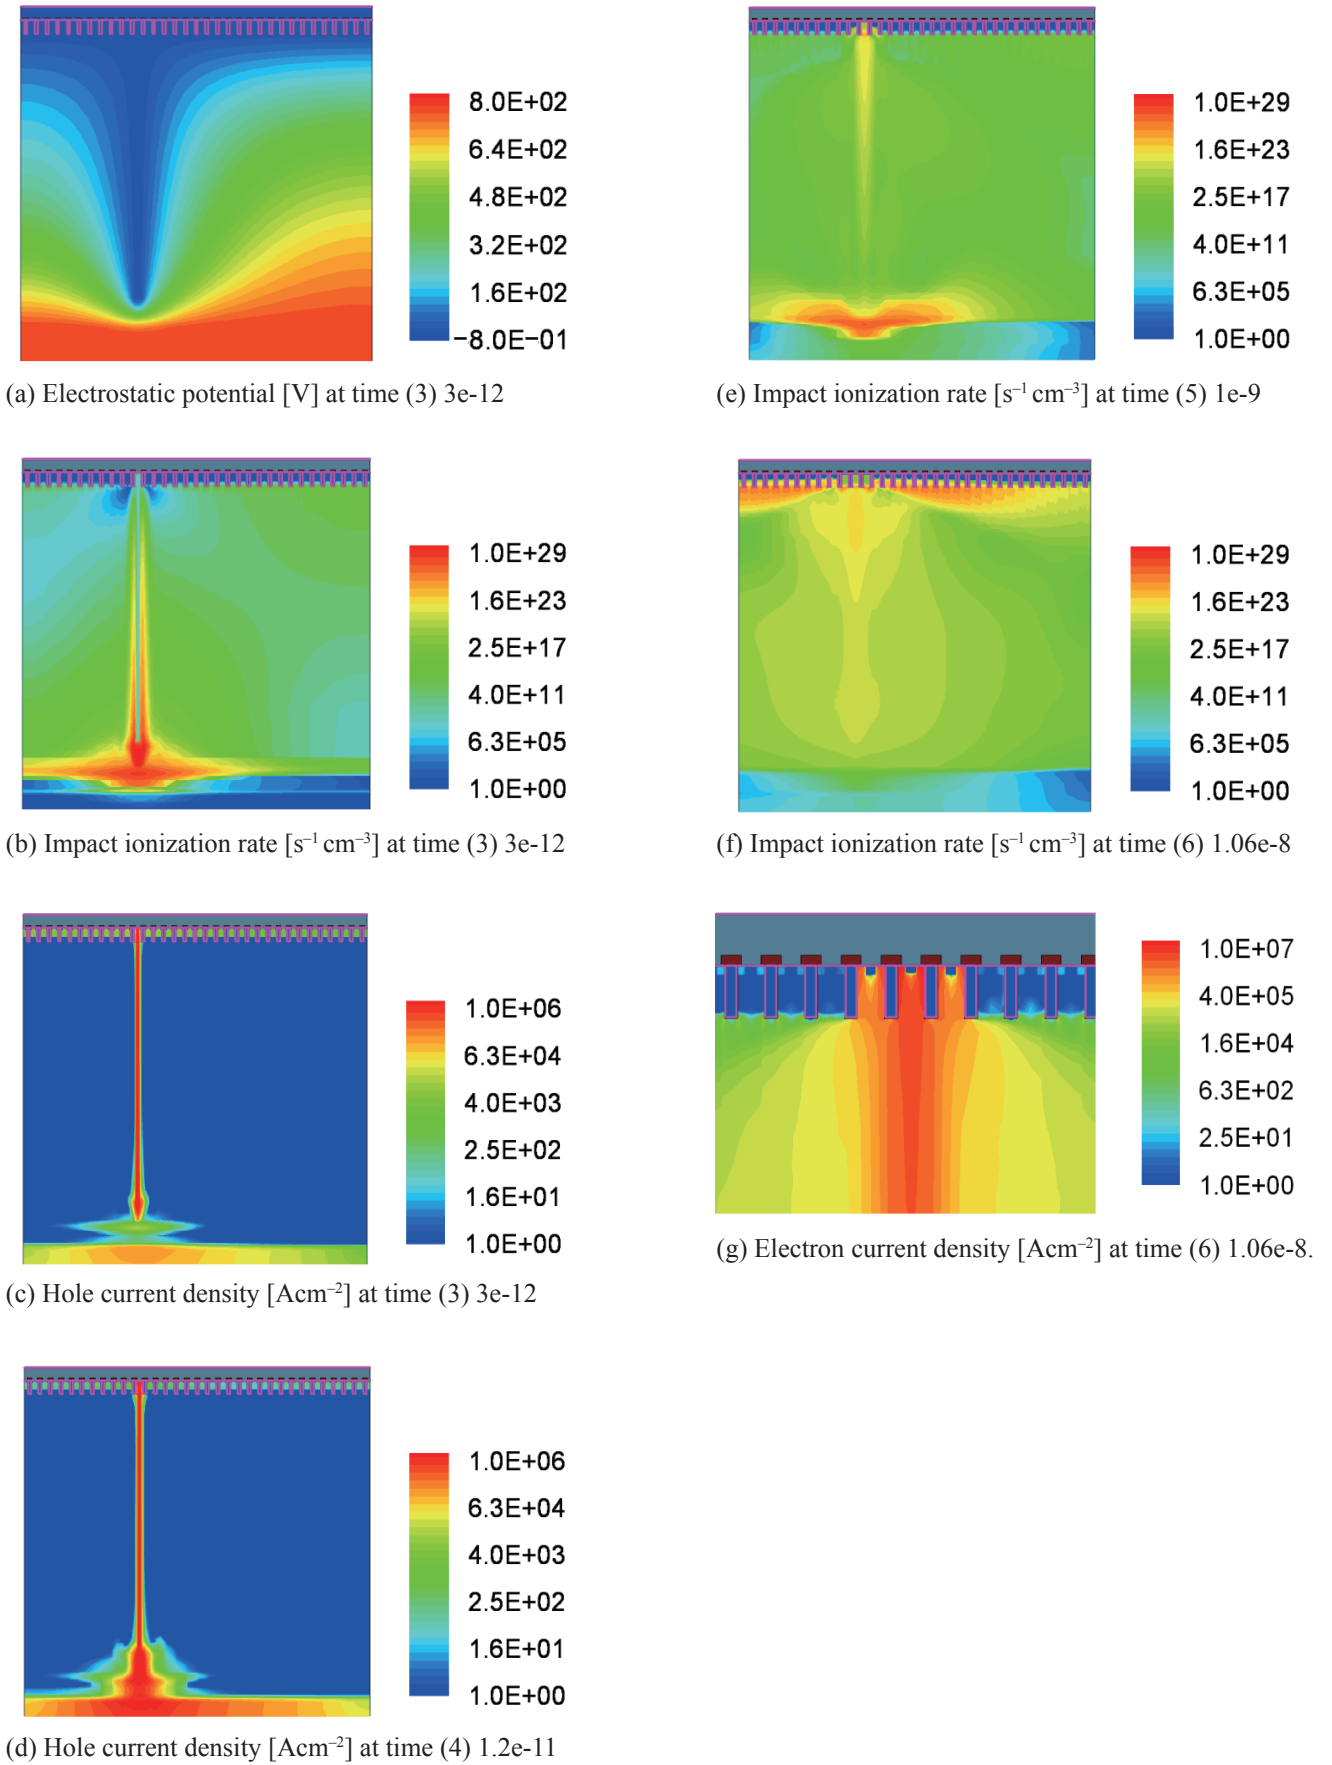 8.0E+02
6.4E+02
4.8E+02
3.2E+02
1.6E+02
−8.0E−01
(a) Electrostatic potential [V] at time (3) 3e-12
1.0E+29
1.6E+23
2.5E+17
4.0E+11
6.3E+05
1.0E+00
(b) Impact ionization rate [s⁻¹ cm⁻³] at time (3) 3e-12
1.0E+06
6.3E+04
4.0E+03
2.5E+02
1.6E+01
1.0E+00
(c) Hole current density [Acm⁻²] at time (3) 3e-12
1.0E+06
6.3E+04
4.0E+03
2.5E+02
1.6E+01
1.0E+00
(d) Hole current density [Acm⁻²] at time (4) 1.2e-11
1.0E+29
1.6E+23
2.5E+17
4.0E+11
6.3E+05
1.0E+00
(e) Impact ionization rate [s⁻¹ cm⁻³] at time (5) 1e-9
1.0E+29
1.6E+23
2.5E+17
4.0E+11
6.3E+05
1.0E+00
(f) Impact ionization rate [s⁻¹ cm⁻³] at time (6) 1.06e-8
1.0E+07
4.0E+05
1.6E+04
6.3E+02
2.5E+01
1.0E+00
(g) Electron current density [Acm⁻²] at time (6) 1.06e-8.